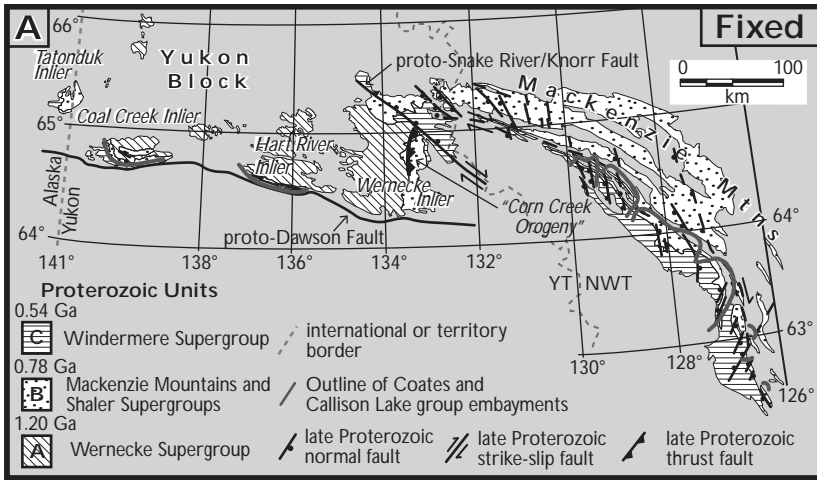 A
Fixed
66°
Tatonduk
Inlier
Yukon
Block
proto-Snake River/Knorr Fault
0 100
km
Mackenzie Mtns
65°
Coal Creek Inlier
Hart River
Inlier
Wernecke
Inlier
"Corn Creek
Orogeny"
Alaska
Yukon
proto-Dawson Fault
64°
64°
141°
138°
136°
134°
132°
YT NWT
63°
130°
128°
126°
Proterozoic Units
0.54 Ga
C Windermere Supergroup
0.78 Ga
B Mackenzie Mountains and
Shaler Supergroups
1.20 Ga
A Wernecke Supergroup
international or territory
border
Outline of Coates and
Callison Lake group embayments
late Proterozoic
normal fault
late Proterozoic
strike-slip fault
late Proterozoic
thrust fault